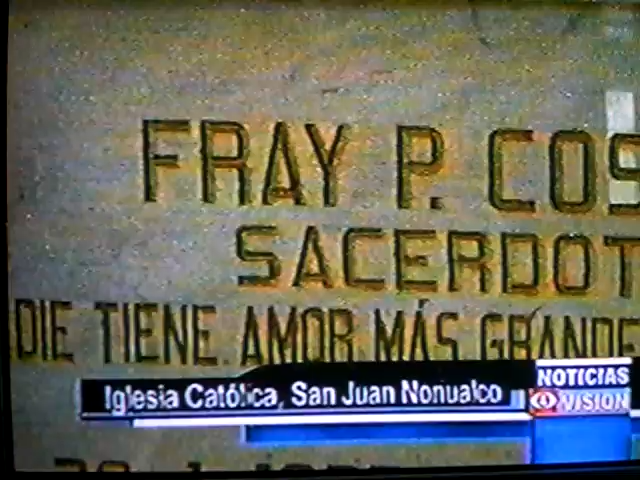 FRAY P. COS
SACERDOT
DIE TIENE AMOR MÁS GRANDE
Iglesia Católica, San Juan Nonualco
NOTICIAS
VISION